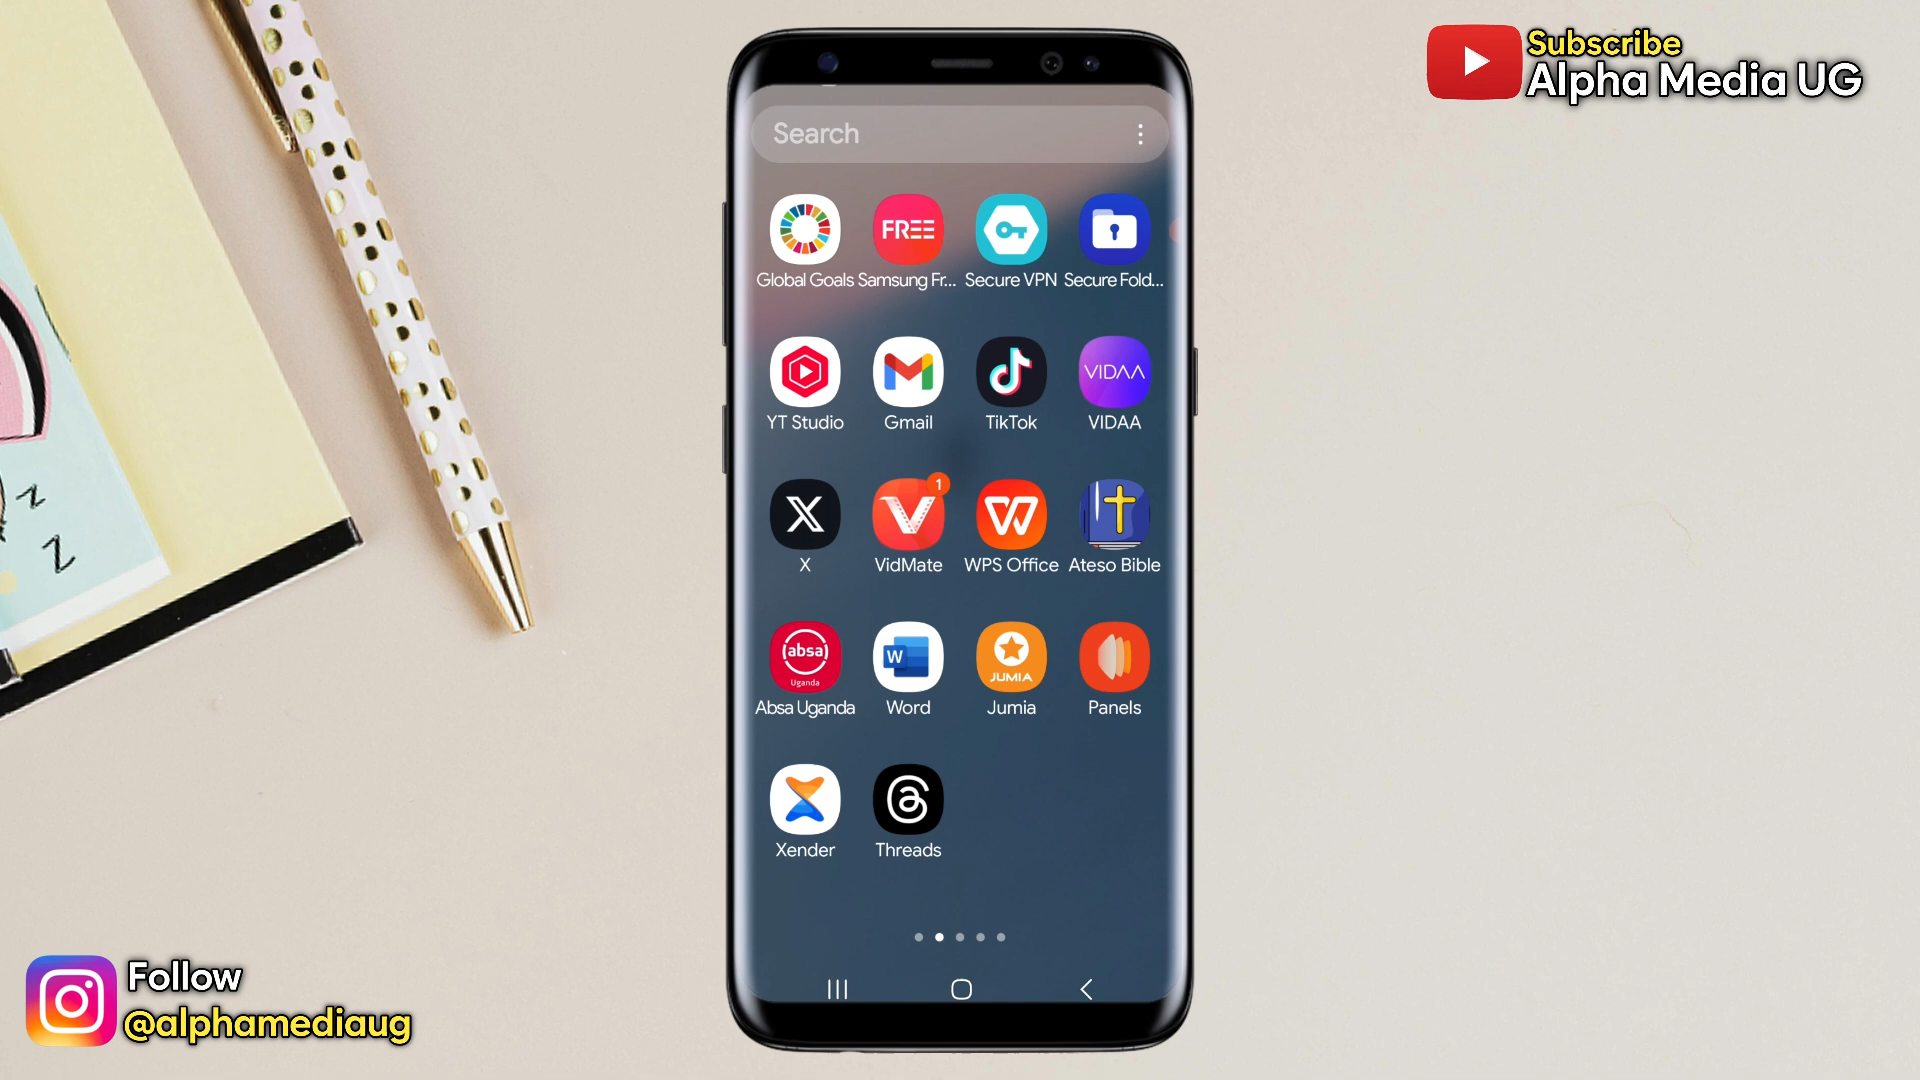 Subscribe
Alpha Media UG
Search
FREE
Global Goals Samsung Fr... Secure VPN Secure Fold...
VIDAA
YT Studio Gmail TikTok VIDAA
1
X VidMate WPS Office Ateso Bible
absa
Uganda
W
JUMIA
Absa Uganda Word Jumia Panels
Xender Threads
Follow
@alphamediaug
Z
Z